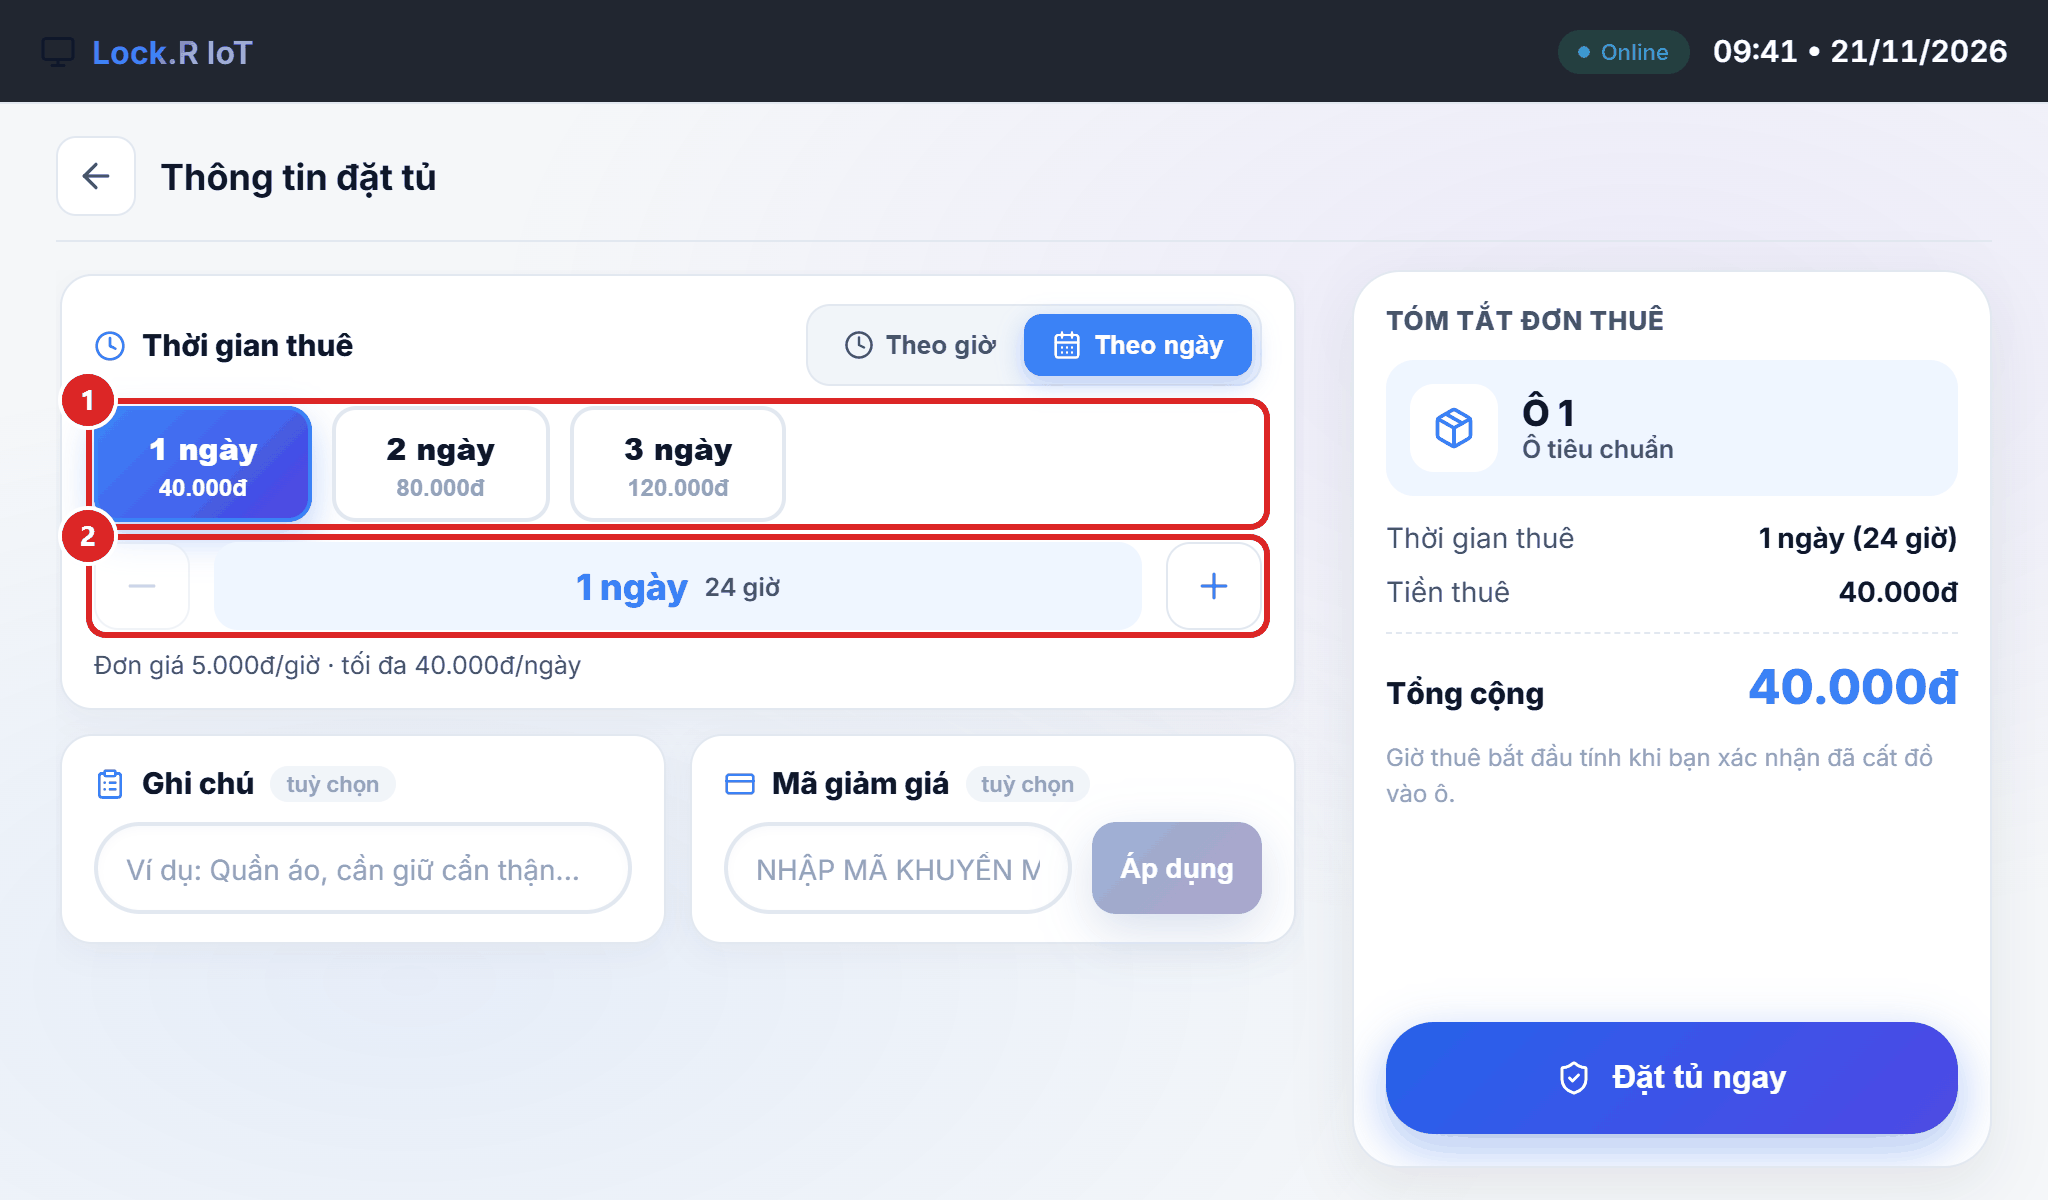 Lock.R IoT
Online
09:41 • 21/11/2026
Thông tin đặt tủ
Thời gian thuê
Theo giờ
Theo ngày
1
1 ngày
40.000đ
2 ngày
80.000đ
3 ngày
120.000đ
2
1 ngày 24 giờ
Đơn giá 5.000đ/giờ · tối đa 40.000đ/ngày
Ghi chú
tuỳ chọn
Ví dụ: Quần áo, cần giữ cẩn thận...
Mã giảm giá
tuỳ chọn
NHẬP MÃ KHUYẾN M
Áp dụng
TÓM TẮT ĐƠN THUÊ
Ô 1
Ô tiêu chuẩn
Thời gian thuê
1 ngày (24 giờ)
Tiền thuê
40.000đ
Tổng cộng
40.000đ
Giờ thuê bắt đầu tính khi bạn xác nhận đã cất đồ
vào ô.
Đặt tủ ngay